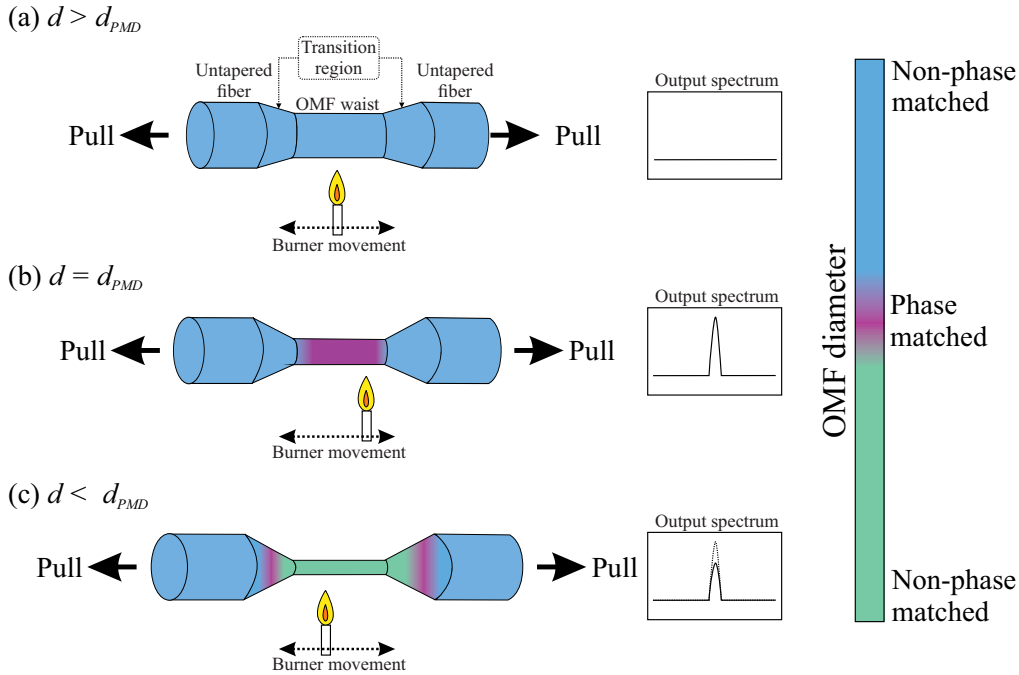 (a) d > dPMD
Transition
region
Untapered
fiber
Untapered
fiber
OMF waist
Pull
Pull
Burner movement
Output spectrum
(b) d = dPMD
Pull
Pull
Burner movement
Output spectrum
(c) d < dPMD
Pull
Pull
Burner movement
Output spectrum
OMF diameter
Non-phase
matched
Phase
matched
Non-phase
matched